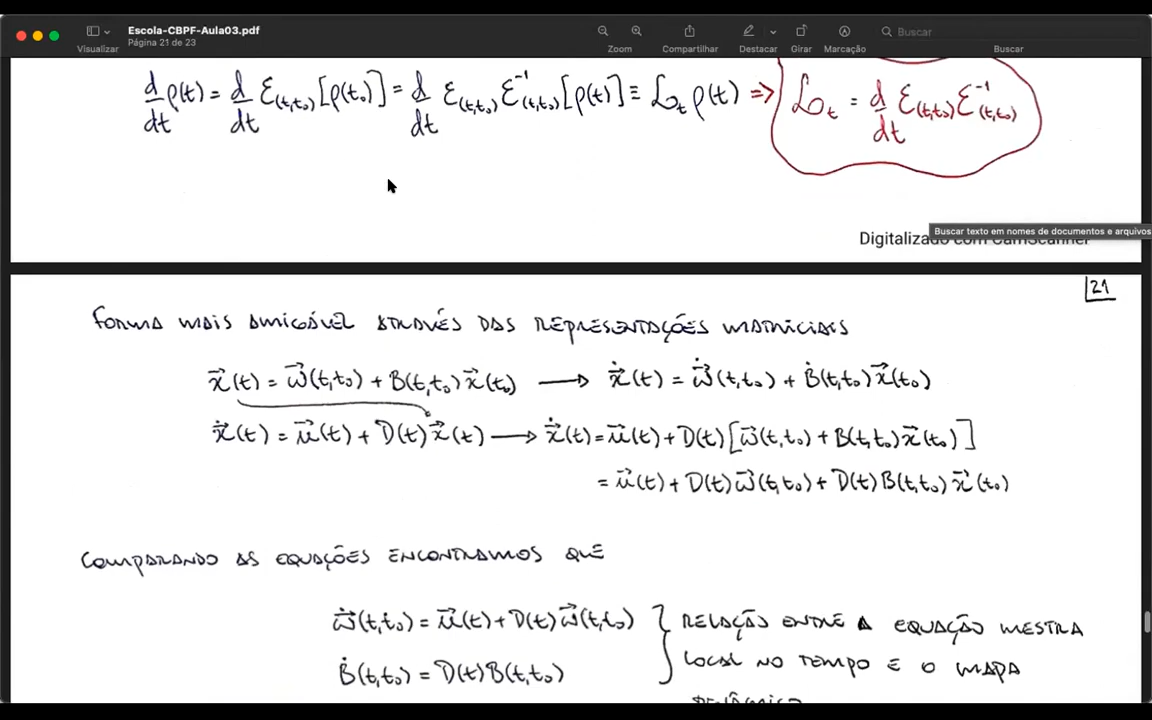 Escola-CBPF-Aula03.pdf
Página 21 de 23
Visualizar
Zoom
Compartilhar
Destacar
Girar
Marcação
Buscar
Buscar
d/dt ρ(t) = d/dt ℰ(t,t₀)[ρ(t₀)] = d/dt ℰ(t,t₀) ℰ⁻¹(t,t₀)[ρ(t)] ≡ ℒₜ ρ(t) => ℒₜ = d/dt ℰ(t,t₀) ℰ⁻¹(t,t₀)
Buscar texto em nomes de documentos e arquivos
Digitalizado com CamScanner
21
FORMA MAIS AMIGÁVEL ATRAVÉS DAS REPRESENTAÇÕES MATRICIAIS
x⃗(t) = w⃗(t,t₀) + B(t,t₀)x⃗(t₀) → ẋ⃗(t) = ẇ⃗(t,t₀) + Ḃ(t,t₀)x⃗(t₀)
ẋ⃗(t) = u⃗(t) + D(t)x⃗(t) → ẋ⃗(t) = u⃗(t) + D(t)[w⃗(t,t₀) + B(t,t₀)x⃗(t₀)]
= u⃗(t) + D(t)w⃗(t,t₀) + D(t)B(t,t₀)x⃗(t₀)
COMPARANDO AS EQUAÇÕES ENCONTRAMOS QUE
ẇ⃗(t,t₀) = u⃗(t) + D(t)w⃗(t,t₀) } RELAÇÃO ENTRE A EQUAÇÃO MESTRA
Ḃ(t,t₀) = D(t)B(t,t₀) LOCAL NO TEMPO E O MAPA